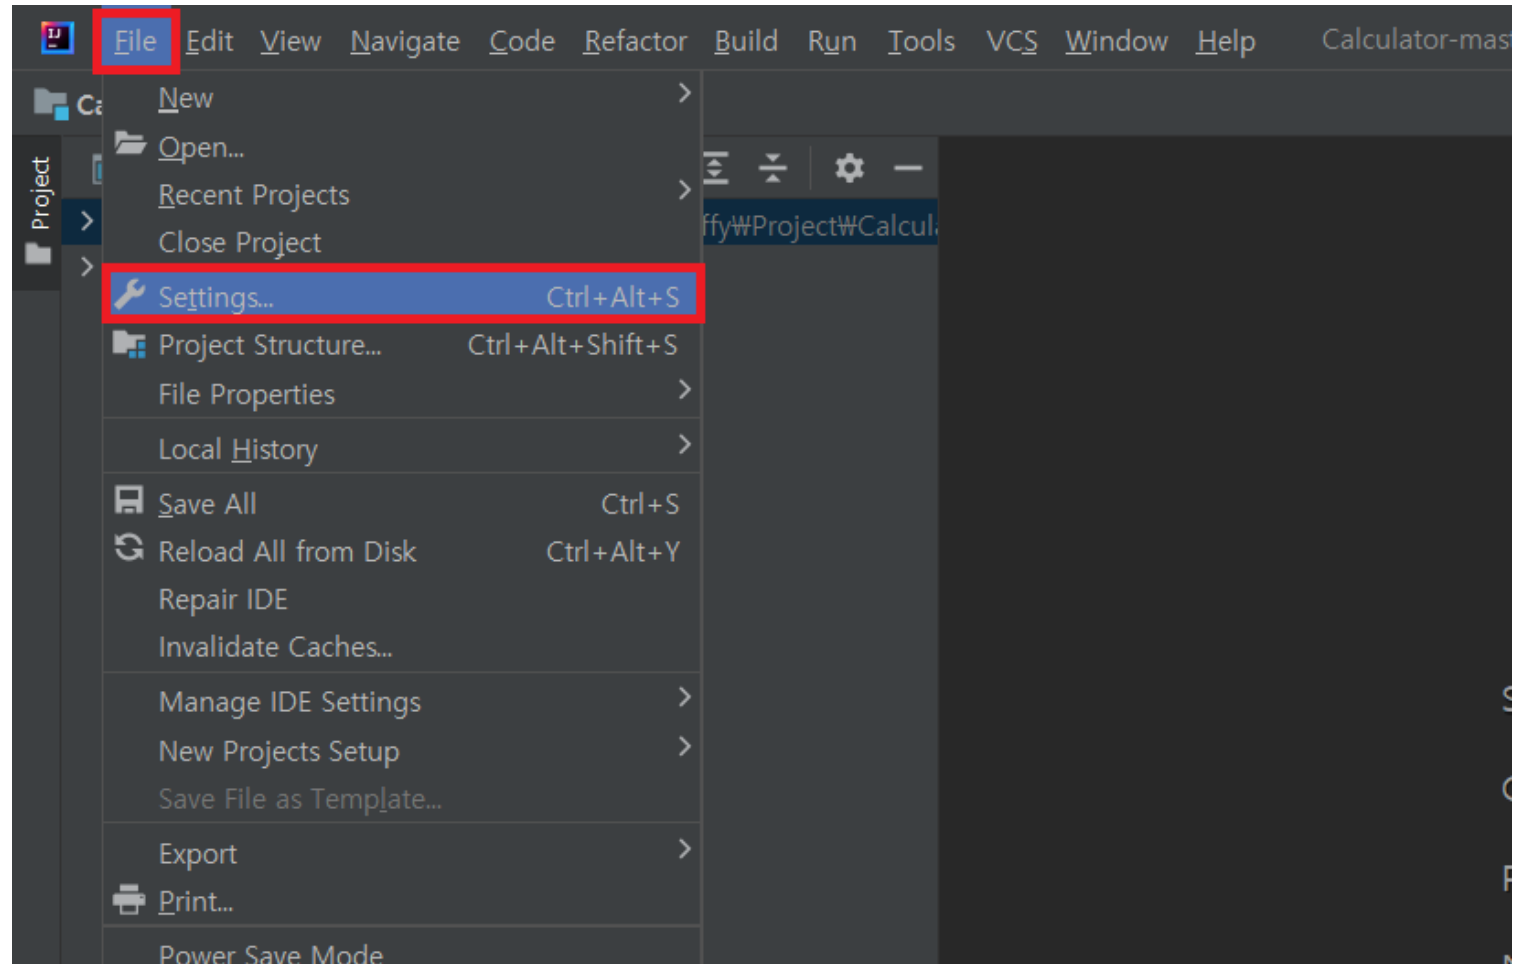 IJ File Edit View Navigate Code Refactor Build Run Tools VCS Window Help Calculator-mas
Ca
Project
New
Open...
Recent Projects
ffy₩Project₩Calcul
Close Project
Settings... Ctrl+Alt+S
Project Structure... Ctrl+Alt+Shift+S
File Properties
Local History
Save All Ctrl+S
Reload All from Disk Ctrl+Alt+Y
Repair IDE
Invalidate Caches...
Manage IDE Settings
New Projects Setup
Save File as Template...
Export
Print...
Power Save Mode